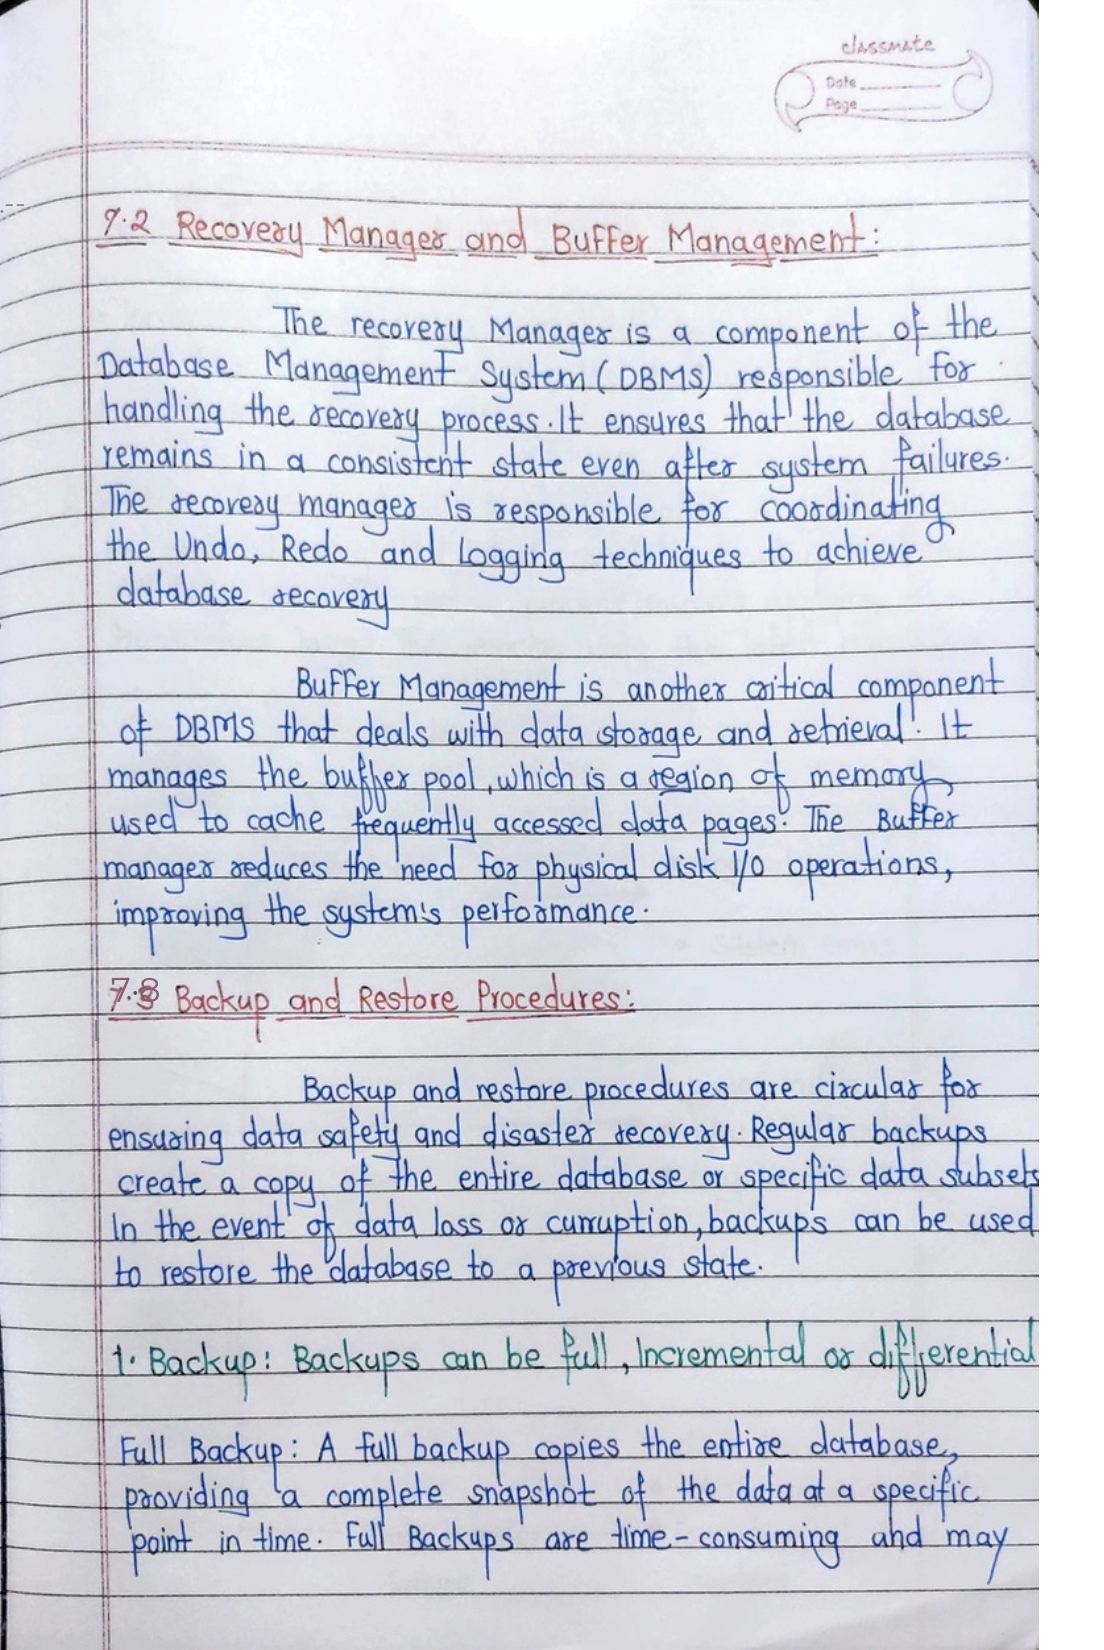 classmate
Date
Page
7.2 Recovery Manager and Buffer Management:
The recovery Manager is a component of the
Database Management System (DBMS) responsible for
handling the recovery process. It ensures that the database
remains in a consistent state even after system failures.
The recovery manager is responsible for coordinating
the Undo, Redo and Logging techniques to achieve
database recovery
Buffer Management is another critical component
of DBMS that deals with data storage and retrieval. It
manages the buffer pool, which is a region of memory
used to cache frequently accessed data pages. The Buffer
manager reduces the need for physical disk I/O operations,
improving the system's performance.
7.3 Backup and Restore Procedures:
Backup and restore procedures are circular for
ensuring data safety and disaster recovery. Regular backups
create a copy of the entire database or specific data subsets
In the event of data loss or curruption, backups can be used
to restore the database to a previous state.
1. Backup: Backups can be full, Incremental or differential
Full Backup: A full backup copies the entire database,
providing a complete snapshot of the data at a specific
point in time. Full Backups are time-consuming and may